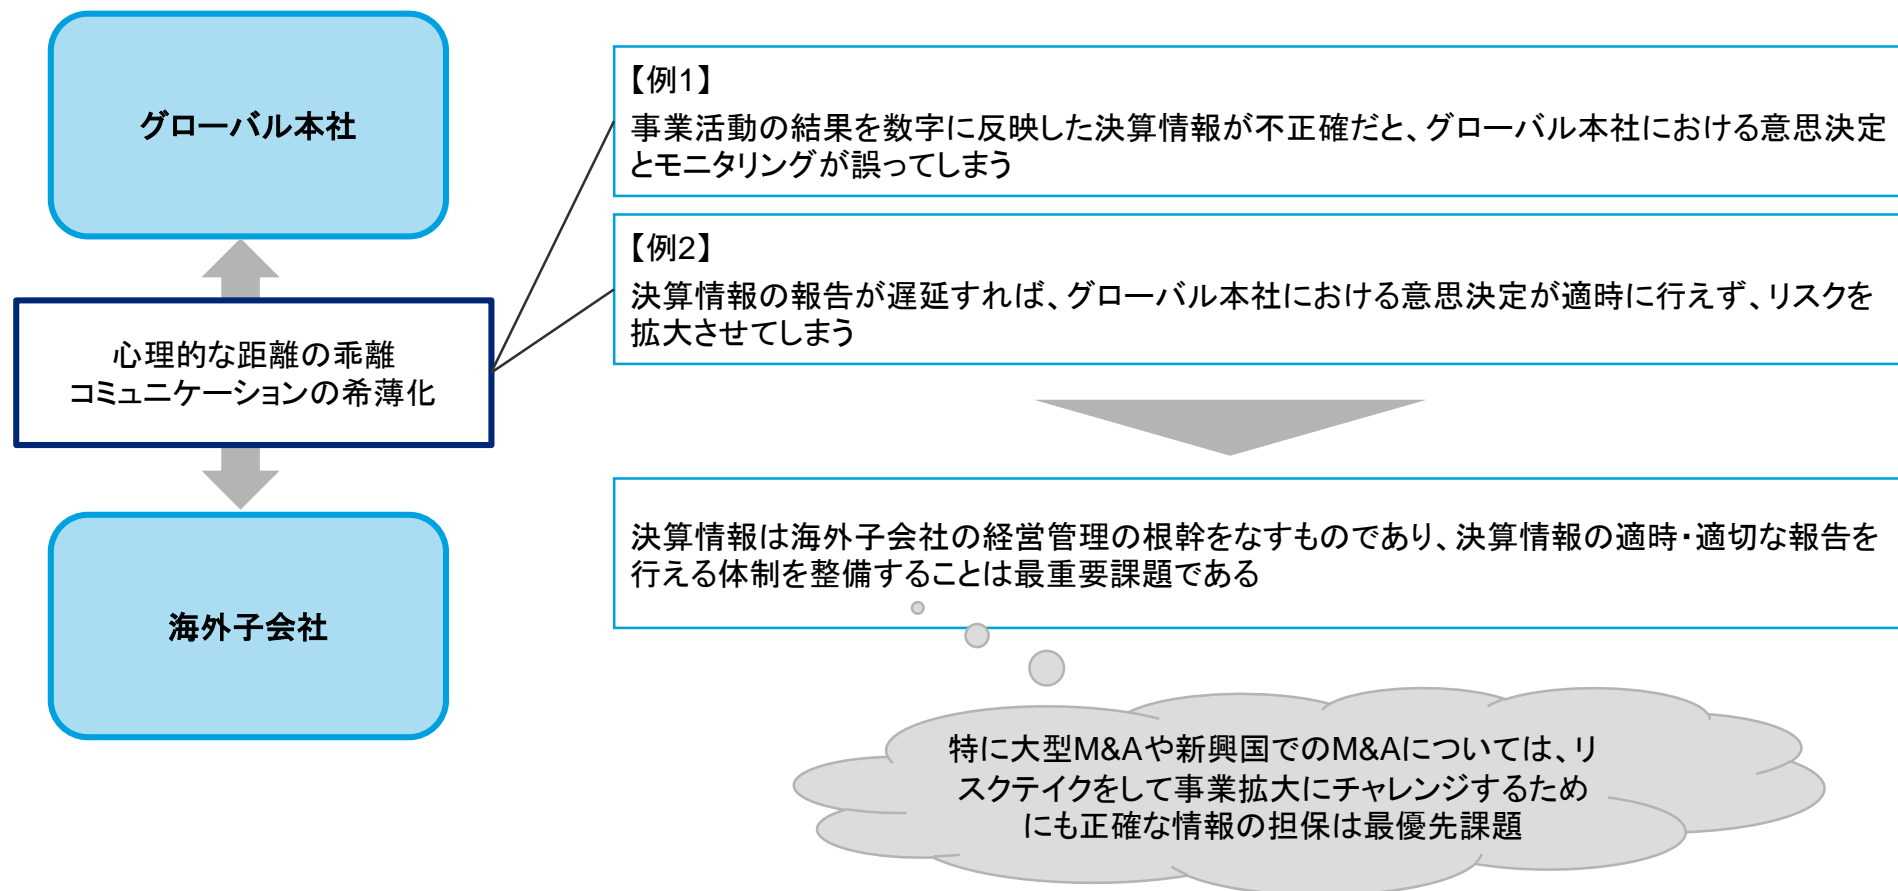 グローバル本社
心理的な距離の乖離
コミュニケーションの希薄化
海外子会社
【例1】
事業活動の結果を数字に反映した決算情報が不正確だと、グローバル本社における意思決定
とモニタリングが誤ってしまう
【例2】
決算情報の報告が遅延すれば、グローバル本社における意思決定が適時に行えず、リスクを
拡大させてしまう
決算情報は海外子会社の経営管理の根幹をなすものであり、決算情報の適時・適切な報告を
行える体制を整備することは最重要課題である
特に大型M&Aや新興国でのM&Aについては、リ
スクテイクをして事業拡大にチャレンジするため
にも正確な情報の担保は最優先課題